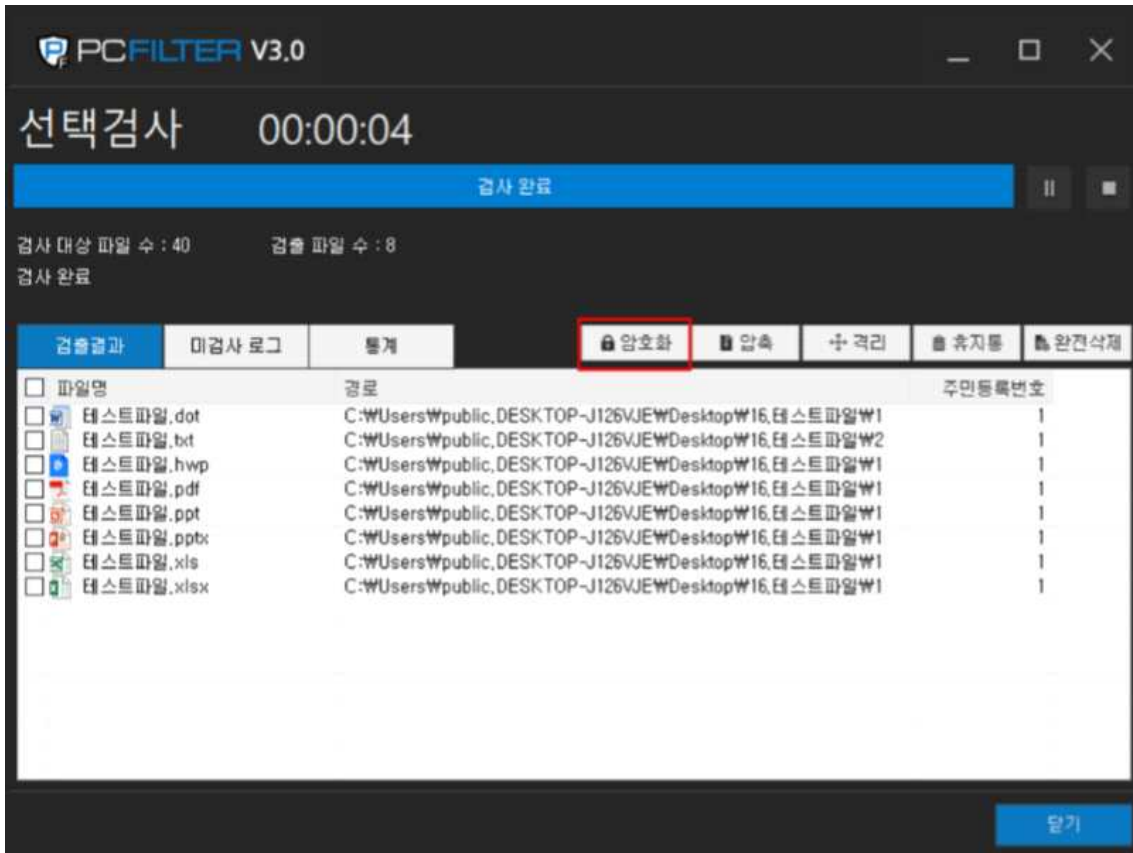 PCFILTER V3.0
선택검사 00:00:04
검사 완료
검사 대상 파일 수 : 40 검출 파일 수 : 8
검사 완료
검출결과 미검사 로그 통계 암호화 압축 격리 휴지통 완전삭제
파일명 경로 주민등록번호
테스트파일.dot C:₩Users₩public.DESKTOP-J126VJE₩Desktop₩16.테스트파일₩1 1
테스트파일.txt C:₩Users₩public.DESKTOP-J126VJE₩Desktop₩16.테스트파일₩2 1
테스트파일.hwp C:₩Users₩public.DESKTOP-J126VJE₩Desktop₩16.테스트파일₩1 1
테스트파일.pdf C:₩Users₩public.DESKTOP-J126VJE₩Desktop₩16.테스트파일₩1 1
테스트파일.ppt C:₩Users₩public.DESKTOP-J126VJE₩Desktop₩16.테스트파일₩1 1
테스트파일.pptx C:₩Users₩public.DESKTOP-J126VJE₩Desktop₩16.테스트파일₩1 1
테스트파일.xls C:₩Users₩public.DESKTOP-J126VJE₩Desktop₩16.테스트파일₩1 1
테스트파일.xlsx C:₩Users₩public.DESKTOP-J126VJE₩Desktop₩16.테스트파일₩1 1
닫기